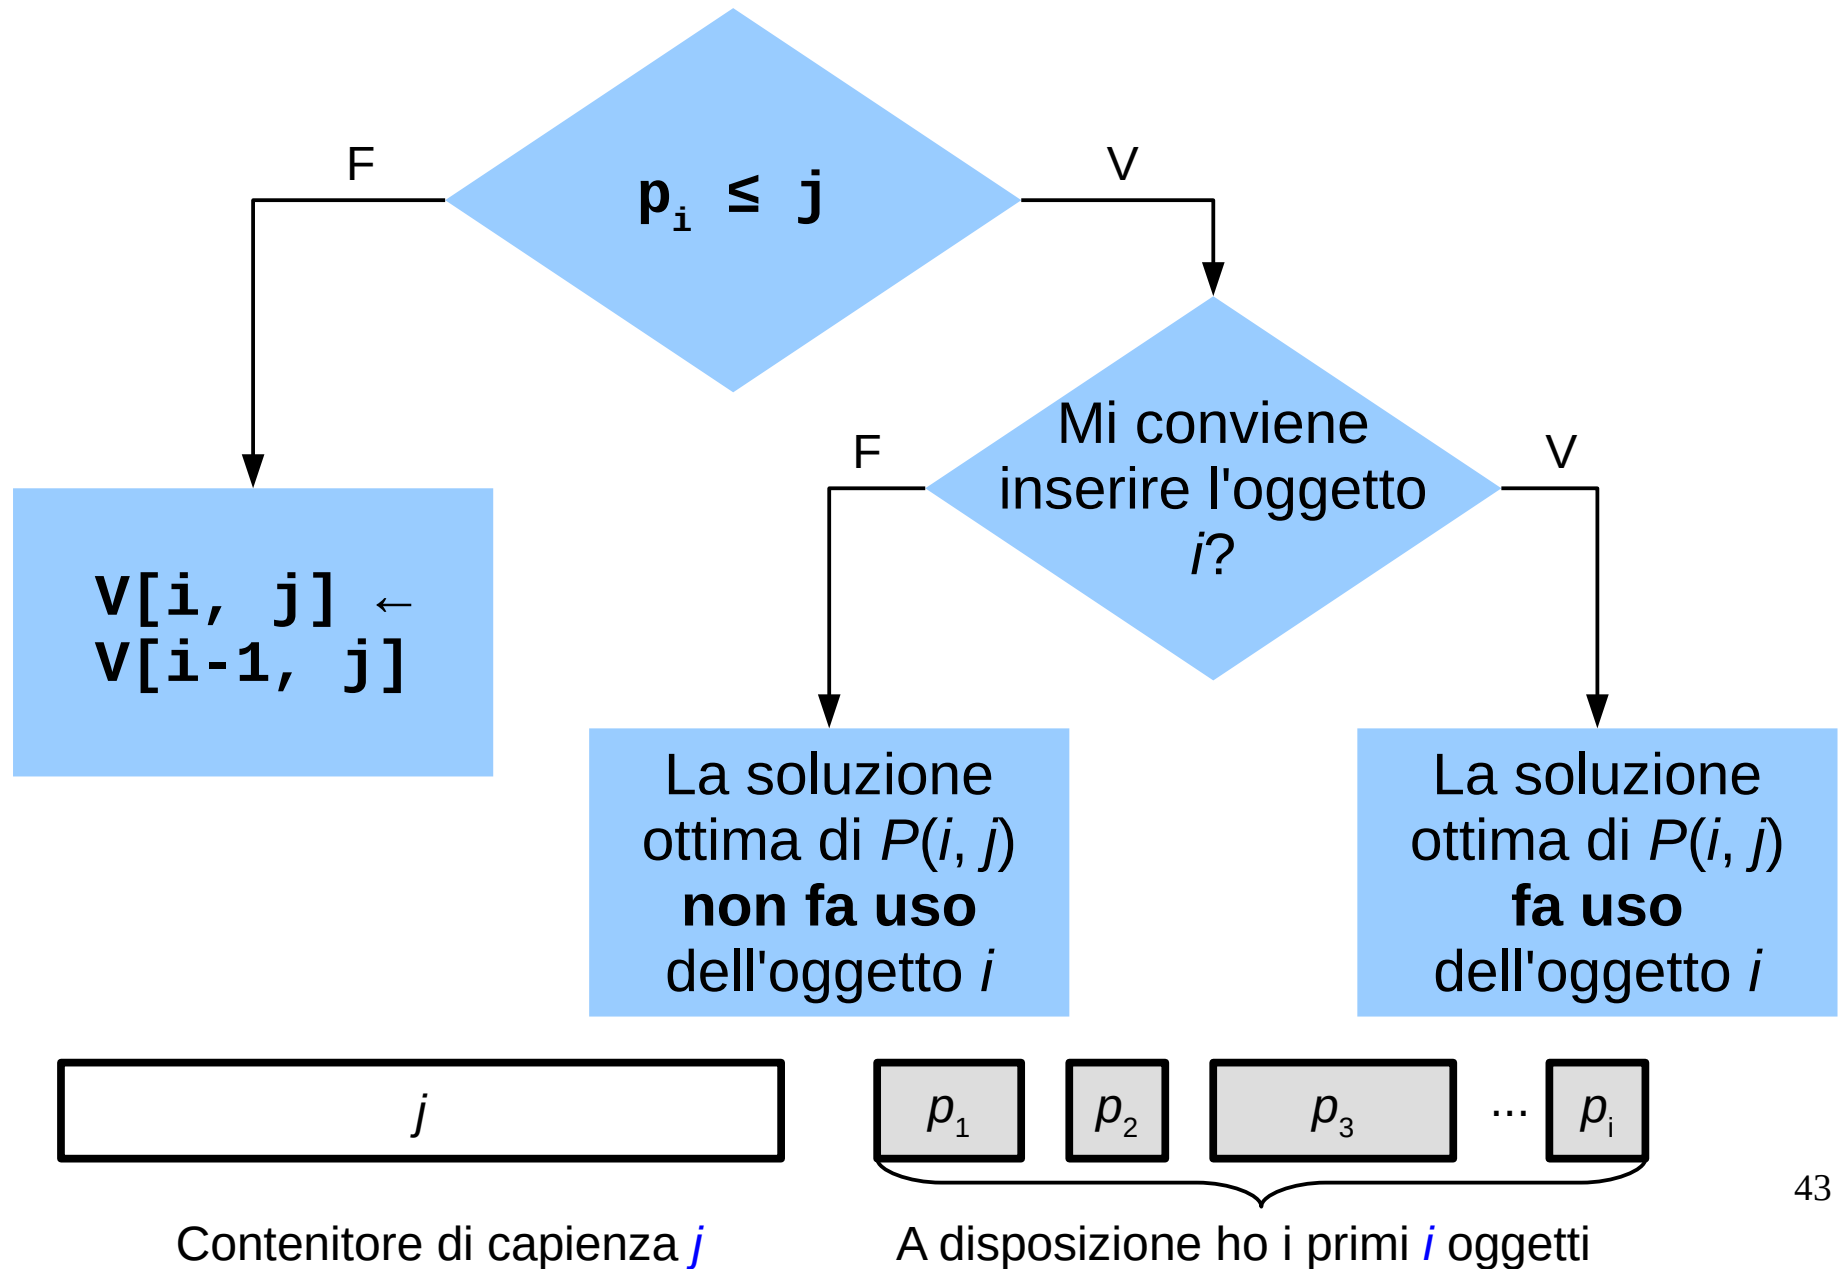 F
V
pi ≤ j
Mi conviene
inserire l'oggetto
i?
F
V
V[i, j] ←
V[i-1, j]
La soluzione
ottima di P(i, j)
non fa uso
dell'oggetto i
La soluzione
ottima di P(i, j)
fa uso
dell'oggetto i
j
p1
p2
p3
...
pi
Contenitore di capienza j
A disposizione ho i primi i oggetti
43